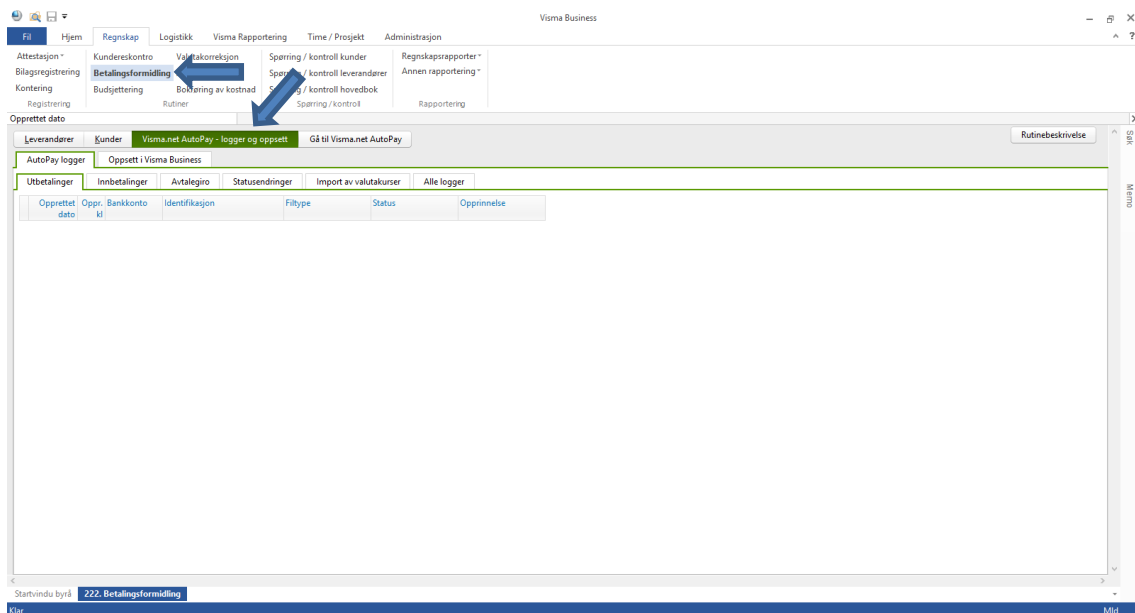 Visma Business
Fil Hjem Regnskap Logistikk Visma Rapportering Time / Prosjekt Administrasjon
Attestasjon Kundereskontro Valutakorreksjon Spørring / kontroll kunder Regnskapsrapporter
Bilagsregistrering Betalingsformidling Spørring / kontroll leverandører Annen rapportering
Kontering Budsjettering Bokføring av kostnad Spørring / kontroll hovedbok
Registrering Rutiner Spørring / kontroll Rapportering
Opprettet dato
Leverandører Kunder Visma.net AutoPay - logger og oppsett Gå til Visma.net AutoPay Rutinebeskrivelse
Søk
AutoPay logger Oppsett i Visma Business
Utbetalinger Innbetalinger Avtalegiro Statusendringer Import av valutakurser Alle logger
Memo
Opprettet Oppr. Bankkonto Identifikasjon Filtype Status Opprinnelse
dato kl
Startvindu byrå 222. Betalingsformidling
Klar Mld